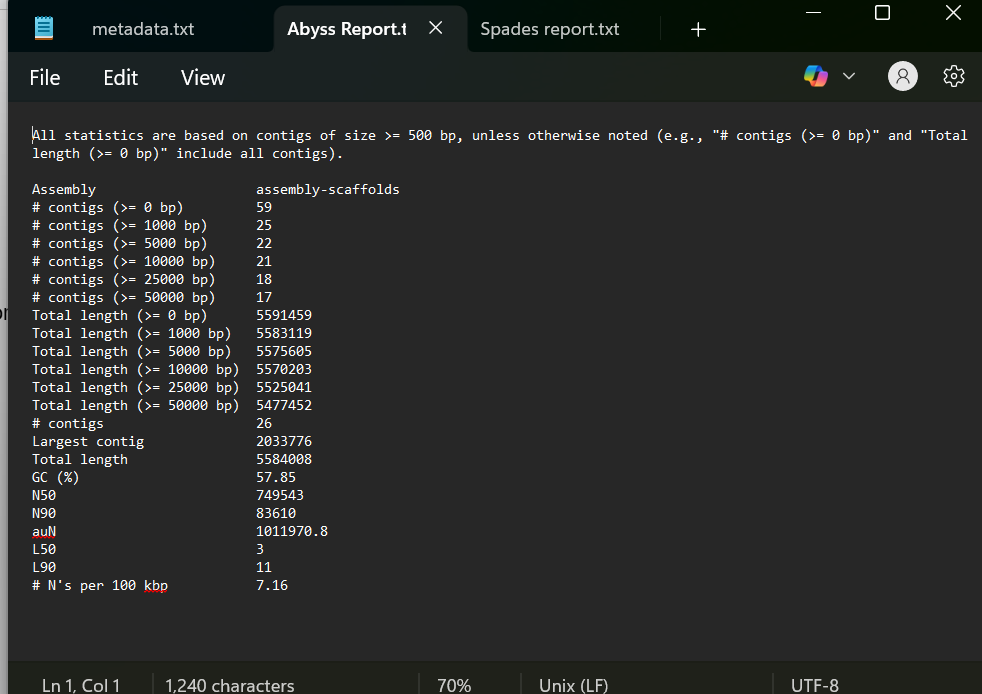 metadata.txt
Abyss Report.t
Spades report.txt
File Edit View
All statistics are based on contigs of size >= 500 bp, unless otherwise noted (e.g., "# contigs (>= 0 bp)" and "Total
length (>= 0 bp)" include all contigs).
Assembly assembly-scaffolds
# contigs (>= 0 bp) 59
# contigs (>= 1000 bp) 25
# contigs (>= 5000 bp) 22
# contigs (>= 10000 bp) 21
# contigs (>= 25000 bp) 18
# contigs (>= 50000 bp) 17
Total length (>= 0 bp) 5591459
Total length (>= 1000 bp) 5583119
Total length (>= 5000 bp) 5575605
Total length (>= 10000 bp) 5570203
Total length (>= 25000 bp) 5525041
Total length (>= 50000 bp) 5477452
# contigs 26
Largest contig 2033776
Total length 5584008
GC (%) 57.85
N50 749543
N90 83610
auN 1011970.8
L50 3
L90 11
# N's per 100 kbp 7.16
Ln 1, Col 1 1,240 characters 70% Unix (LF) UTF-8